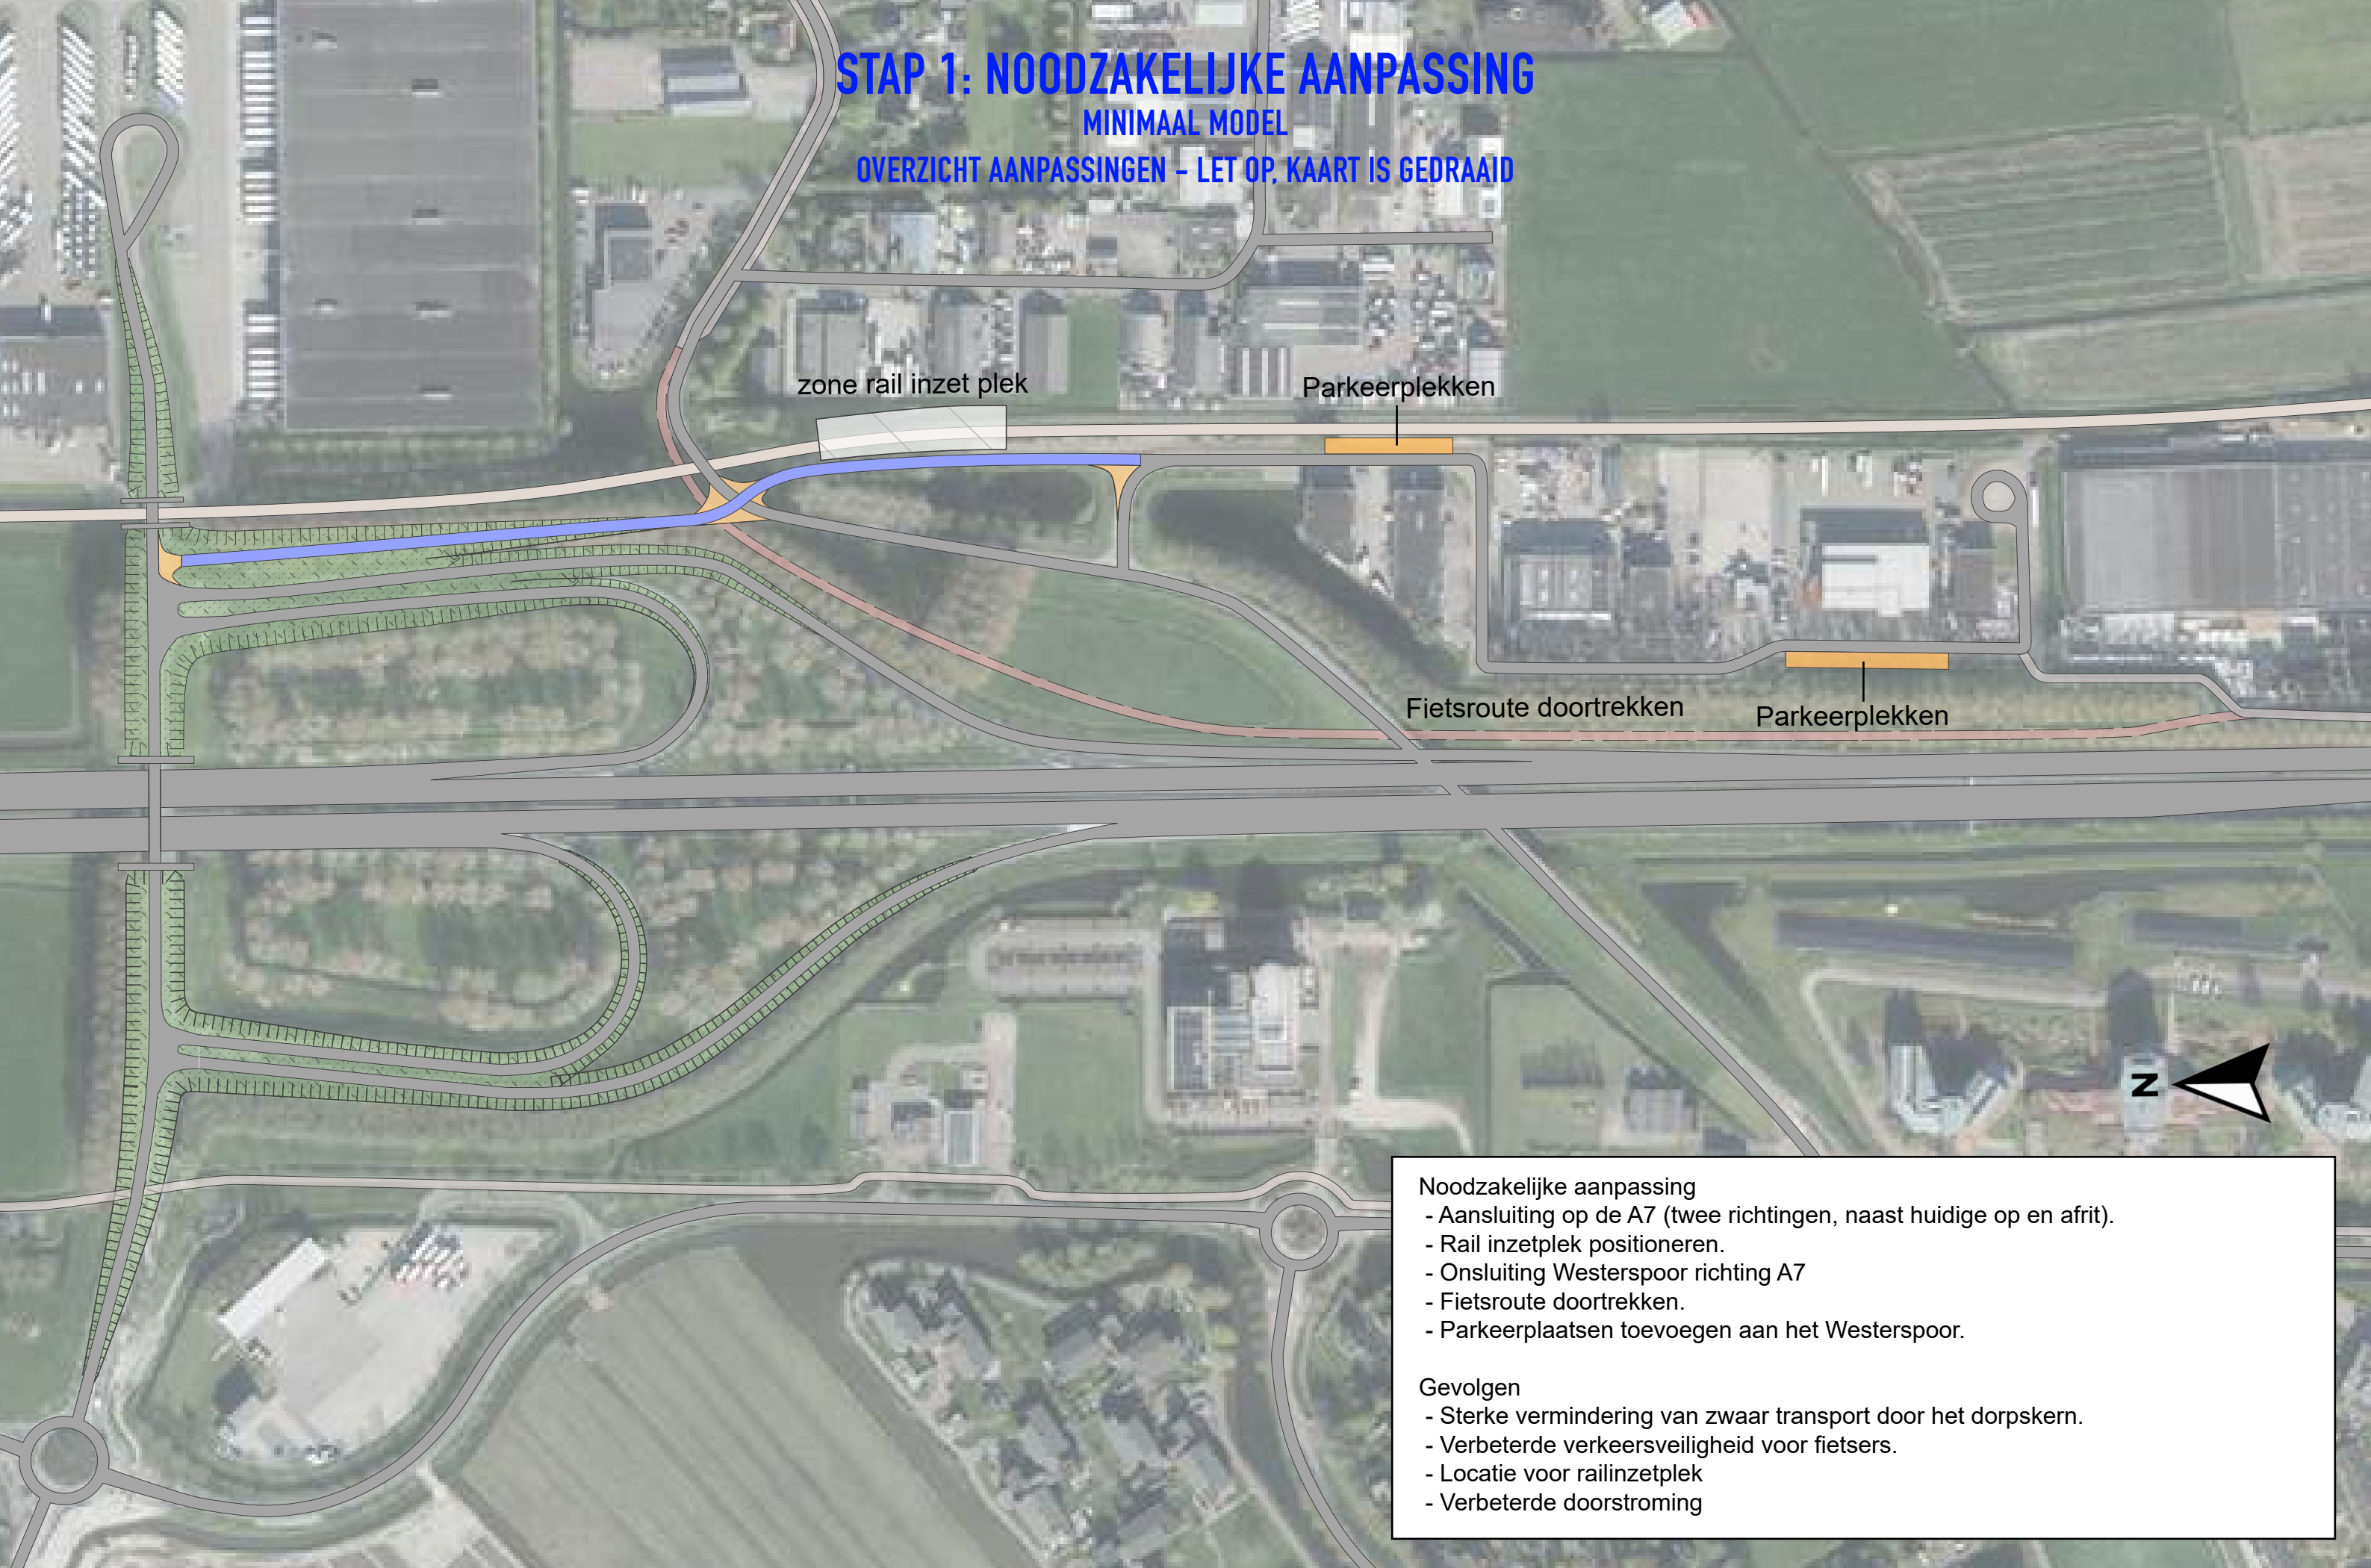 STAP 1: NOODZAKELIJKE AANPASSING
MINIMAAL MODEL
OVERZICHT AANPASSINGEN - LET OP, KAART IS GEDRAAID
zone rail inzet plek
Parkeerplekken
Fietsroute doortrekken
Parkeerplekken
N
Noodzakelijke aanpassing
- Aansluiting op de A7 (twee richtingen, naast huidige op en afrit).
- Rail inzetplek positioneren.
- Onsluiting Westerspoor richting A7
- Fietsroute doortrekken.
- Parkeerplaatsen toevoegen aan het Westerspoor.
Gevolgen
- Sterke vermindering van zwaar transport door het dorpskern.
- Verbeterde verkeersveiligheid voor fietsers.
- Locatie voor railinzetplek
- Verbeterde doorstroming